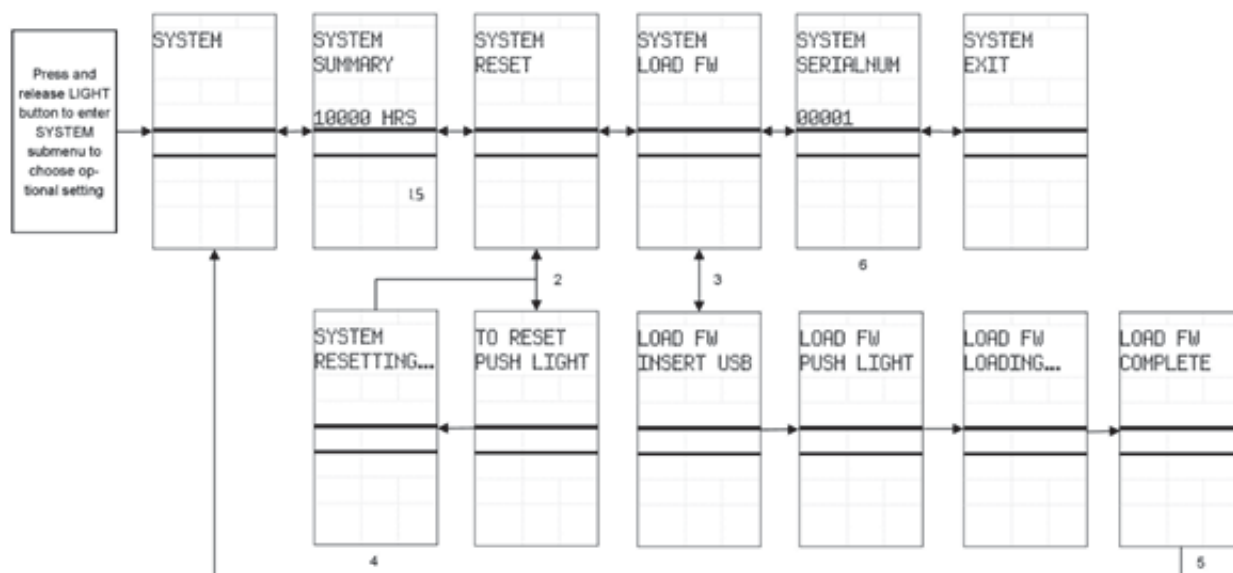 Press and
release LIGHT
button to enter
SYSTEM
submenu to
choose op-
tional setting
SYSTEM
SYSTEM
SUMMARY
10000 HRS
15
SYSTEM
RESET
SYSTEM
LOAD FW
SYSTEM
SERIALNUM
00001
SYSTEM
EXIT
2
3
6
SYSTEM
RESETTING...
TO RESET
PUSH LIGHT
LOAD FW
INSERT USB
LOAD FW
PUSH LIGHT
LOAD FW
LOADING...
LOAD FW
COMPLETE
4
5